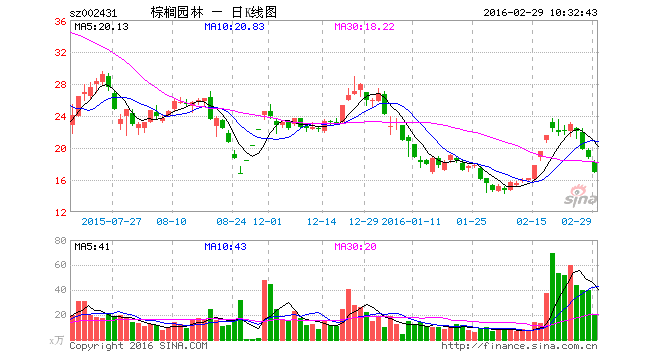 sz002431 棕榈园林 一 日K线图 2016-02-29 10:32:43
MA5:20.13 MA10:20.83 MA30:18.22
36
32
28
24
20
16
12
sina
2015-07-27 08-10 08-24 12-01 12-14 12-29 2016-01-11 01-25 02-15 02-29
MA5:41 MA10:43 MA30:20
80
60
40
20
x万
Copyright 2016 SINA.COM http://finance.sina.com.cn